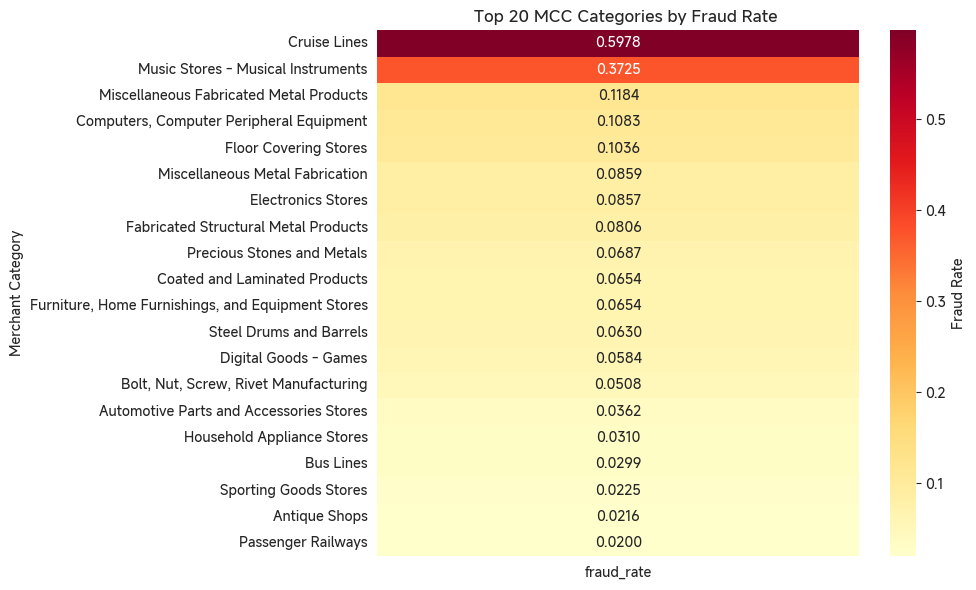 Top 20 MCC Categories by Fraud Rate
Merchant Category
Cruise Lines 0.5978
Music Stores - Musical Instruments 0.3725
Miscellaneous Fabricated Metal Products 0.1184
Computers, Computer Peripheral Equipment 0.1083
Floor Covering Stores 0.1036
Miscellaneous Metal Fabrication 0.0859
Electronics Stores 0.0857
Fabricated Structural Metal Products 0.0806
Precious Stones and Metals 0.0687
Coated and Laminated Products 0.0654
Furniture, Home Furnishings, and Equipment Stores 0.0654
Steel Drums and Barrels 0.0630
Digital Goods - Games 0.0584
Bolt, Nut, Screw, Rivet Manufacturing 0.0508
Automotive Parts and Accessories Stores 0.0362
Household Appliance Stores 0.0310
Bus Lines 0.0299
Sporting Goods Stores 0.0225
Antique Shops 0.0216
Passenger Railways 0.0200
fraud_rate
0.5
0.4
0.3
0.2
0.1
Fraud Rate